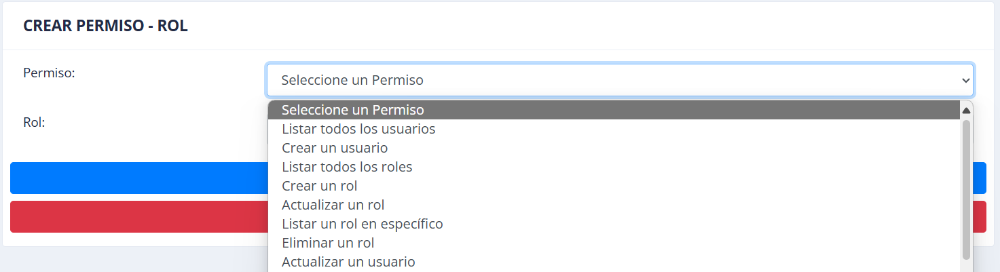 CREAR PERMISO - ROL
Permiso:
Seleccione un Permiso
Seleccione un Permiso
Rol:
Listar todos los usuarios
Crear un usuario
Listar todos los roles
Crear un rol
Actualizar un rol
Listar un rol en específico
Eliminar un rol
Actualizar un usuario